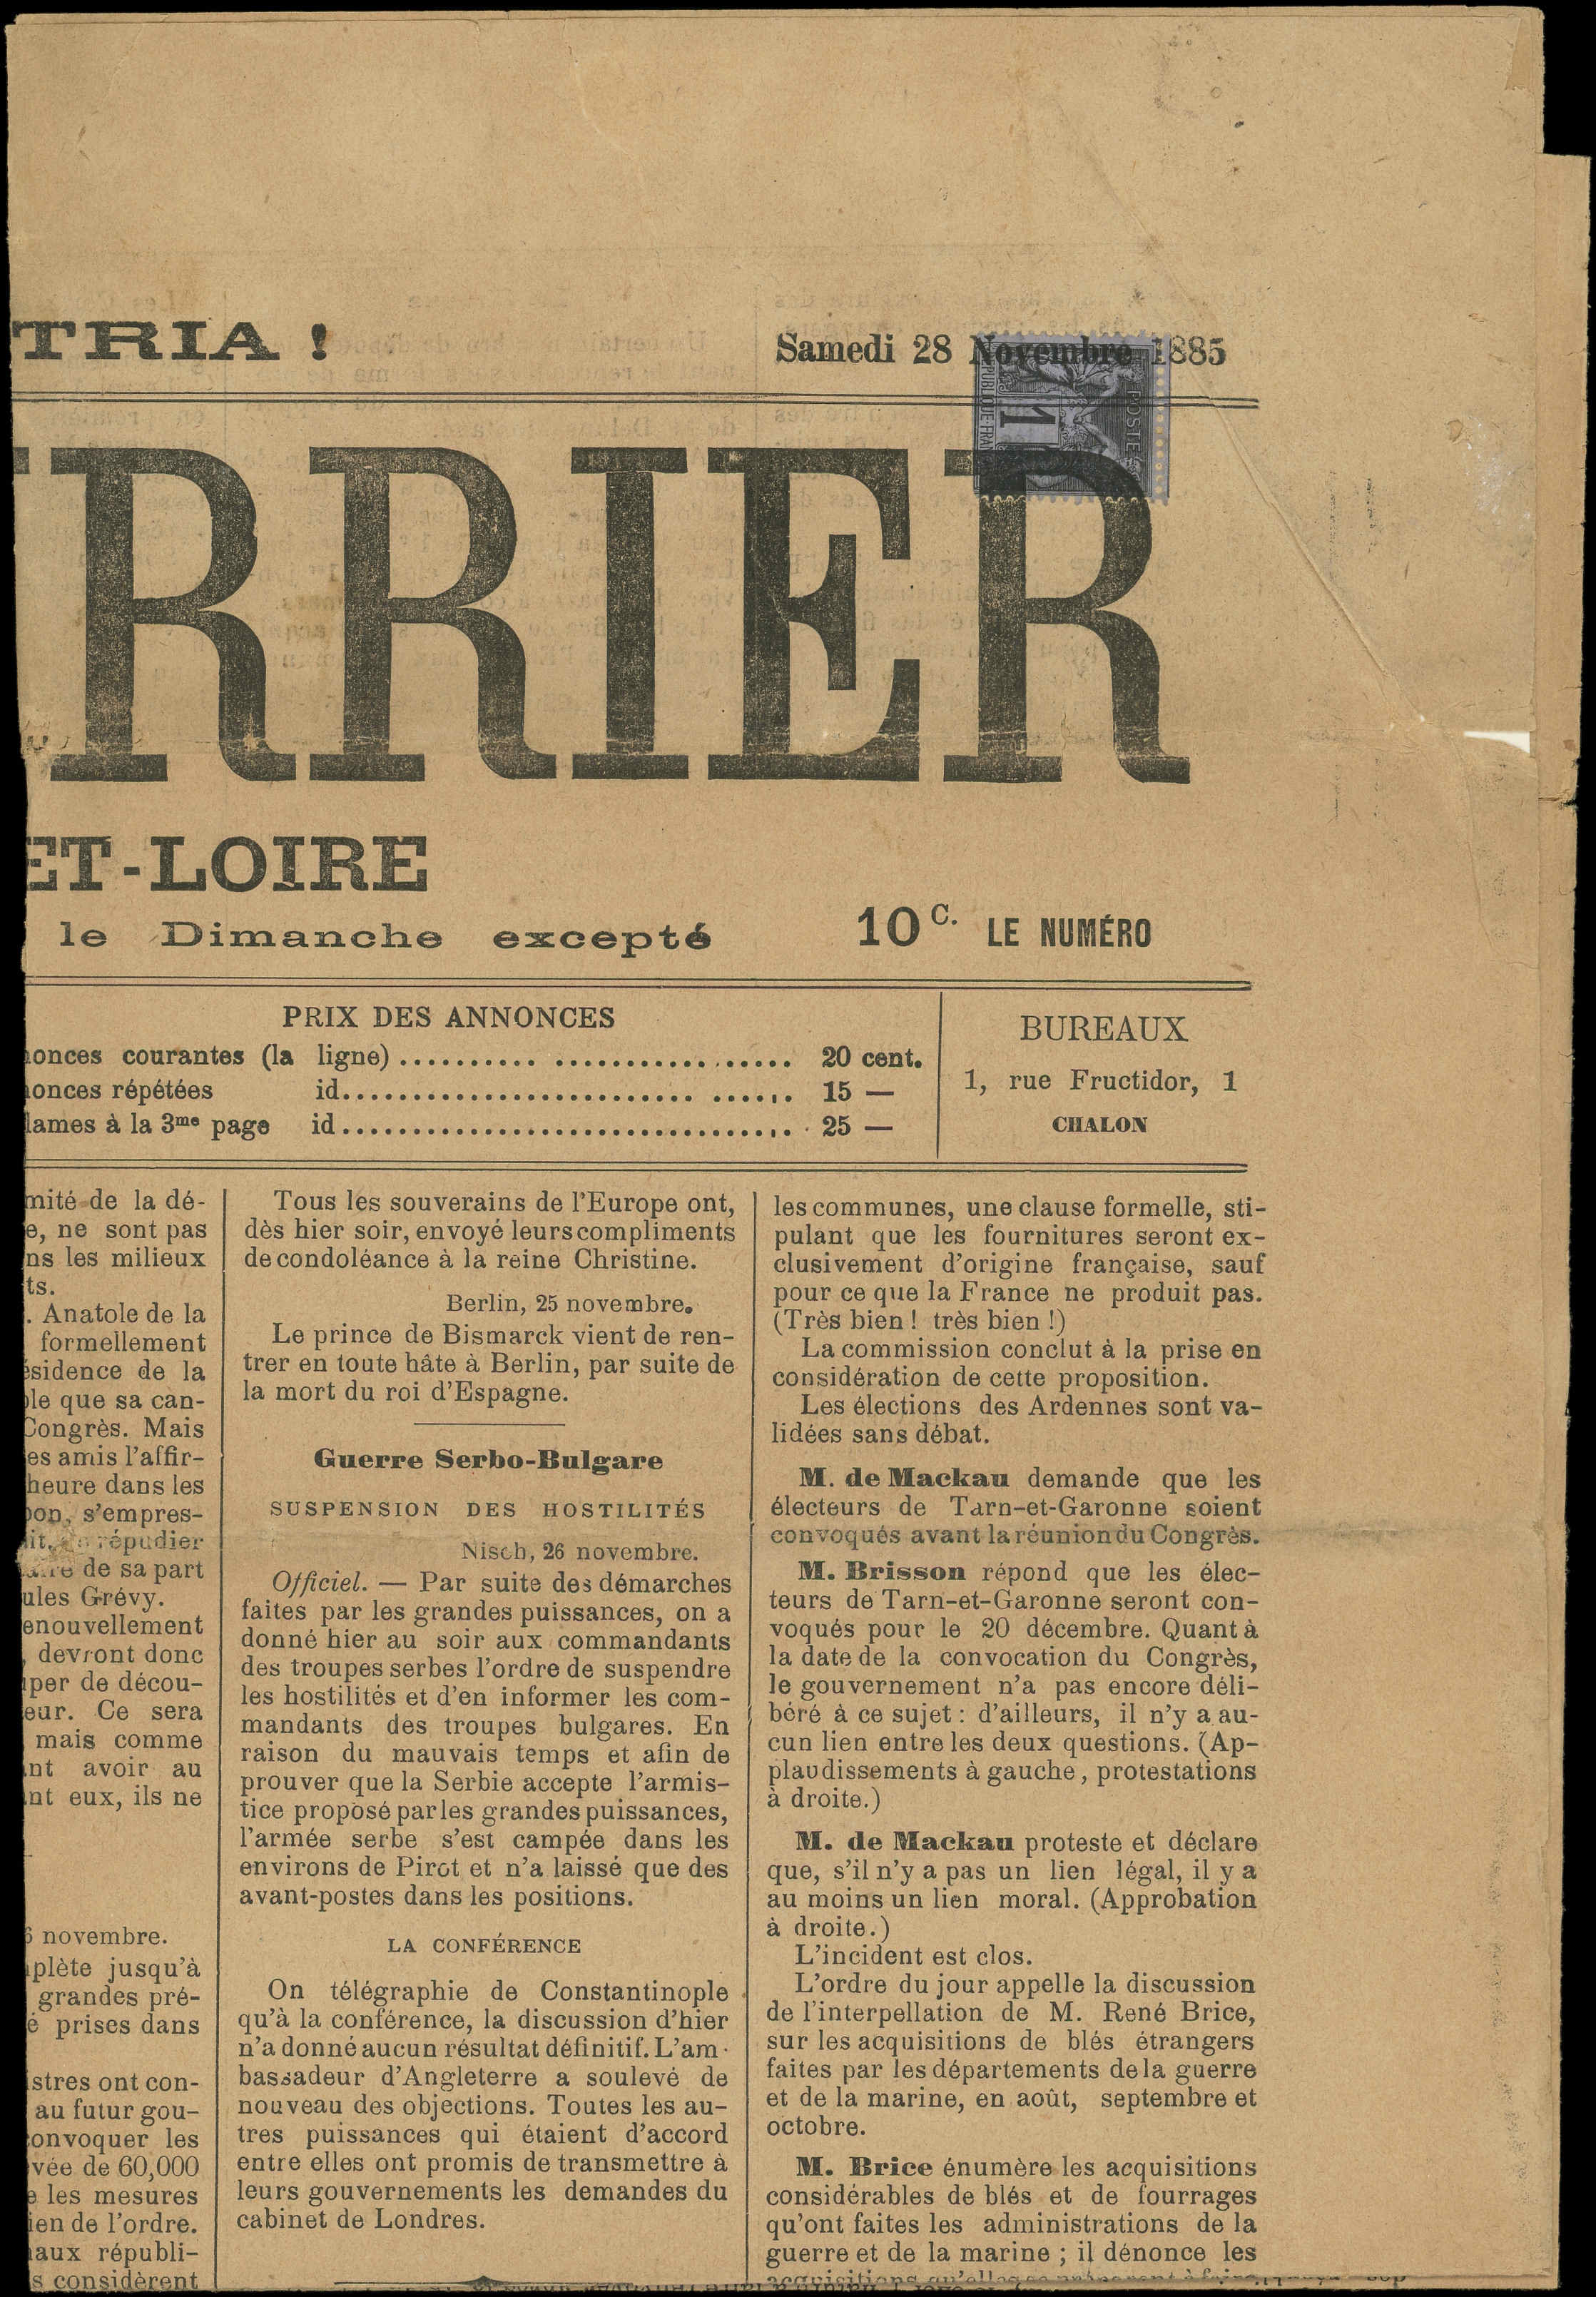 TRIA !
Samedi 28 Novembre 1885
POSTES
1
RRIER
ET-LOIRE
le Dimanche excepté
10 C. LE NUMÉRO
PRIX DES ANNONCES
onces courantes (la ligne) .......... ................. 20 cent.
onces répétées id......................... ...... 15 —
lames à la 3me page id................................ 25 —
BUREAUX
1, rue Fructidor, 1
CHALON
mité de la dé-
e, ne sont pas
ns les milieux
ts.
. Anatole de la
formellement
sidence de la
le que sa can-
Congrès. Mais
es amis l'affir-
heure dans les
on, s'empres-
répudier
de sa part
ules Grévy.
enouvellement
, devront donc
per de décou-
eur. Ce sera
mais comme
nt avoir au
nt eux, ils ne
novembre.
plète jusqu'à
grandes pré-
é prises dans
stres ont con-
au futur gou-
onvoquer les
vée de 60,000
e les mesures
ien de l'ordre.
aux républi-
s considèrent
Tous les souverains de l'Europe ont,
dès hier soir, envoyé leurs compliments
de condoléance à la reine Christine.
Berlin, 25 novembre.
Le prince de Bismarck vient de ren-
trer en toute hâte à Berlin, par suite de
la mort du roi d'Espagne.
Guerre Serbo-Bulgare
SUSPENSION DES HOSTILITÉS
Nisch, 26 novembre.
Officiel. — Par suite des démarches
faites par les grandes puissances, on a
donné hier au soir aux commandants
des troupes serbes l'ordre de suspendre
les hostilités et d'en informer les com-
mandants des troupes bulgares. En
raison du mauvais temps et afin de
prouver que la Serbie accepte l'armis-
tice proposé par les grandes puissances,
l'armée serbe s'est campée dans les
environs de Pirot et n'a laissé que des
avant-postes dans les positions.
LA CONFÉRENCE
On télégraphie de Constantinople
qu'à la conférence, la discussion d'hier
n'a donné aucun résultat définitif. L'am-
bassadeur d'Angleterre a soulevé de
nouveau des objections. Toutes les au-
tres puissances qui étaient d'accord
entre elles ont promis de transmettre à
leurs gouvernements les demandes du
cabinet de Londres.
les communes, une clause formelle, sti-
pulant que les fournitures seront ex-
clusivement d'origine française, sauf
pour ce que la France ne produit pas.
(Très bien ! très bien !)
La commission conclut à la prise en
considération de cette proposition.
Les élections des Ardennes sont va-
lidées sans débat.
M. de Mackau demande que les
électeurs de Tarn-et-Garonne soient
convoqués avant la réunion du Congrès.
M. Brisson répond que les élec-
teurs de Tarn-et-Garonne seront con-
voqués pour le 20 décembre. Quant à
la date de la convocation du Congrès,
le gouvernement n'a pas encore déli-
béré à ce sujet : d'ailleurs, il n'y a au-
cun lien entre les deux questions. (Ap-
plaudissements à gauche, protestations
à droite.)
M. de Mackau proteste et déclare
que, s'il n'y a pas un lien légal, il y a
au moins un lien moral. (Approbation
à droite.)
L'incident est clos.
L'ordre du jour appelle la discussion
de l'interpellation de M. René Brice,
sur les acquisitions de blés étrangers
faites par les départements de la guerre
et de la marine, en août, septembre et
octobre.
M. Brice énumère les acquisitions
considérables de blés et de fourrages
qu'ont faites les administrations de la
guerre et de la marine ; il dénonce les